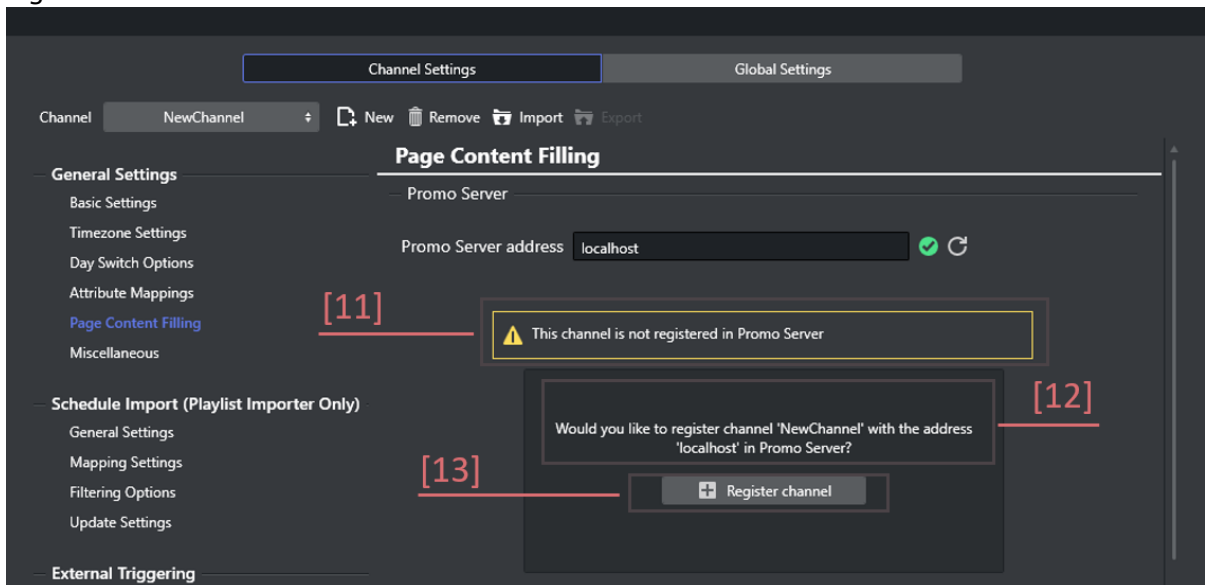 Channel Settings
Global Settings
Channel
NewChannel
New
Remove
Import
Export
General Settings
Basic Settings
Timezone Settings
Day Switch Options
Attribute Mappings
Page Content Filling
Miscellaneous
Schedule Import (Playlist Importer Only)
General Settings
Mapping Settings
Filtering Options
Update Settings
External Triggering
Page Content Filling
Promo Server
Promo Server address
localhost
[11]
This channel is not registered in Promo Server
[12]
Would you like to register channel 'NewChannel' with the address
'localhost' in Promo Server?
[13]
Register channel